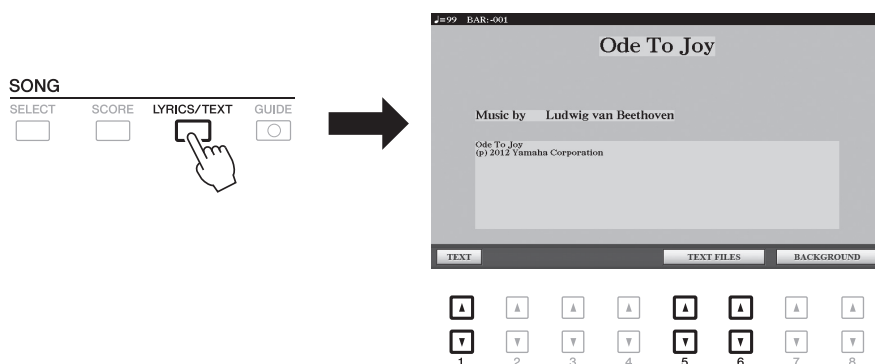 SONG
SELECT SCORE LYRICS/TEXT GUIDE
♩=99 BAR:-001
Ode To Joy
Music by Ludwig van Beethoven
Ode To Joy
(p) 2012 Yamaha Corporation
TEXT TEXT FILES BACKGROUND
1 2 3 4 5 6 7 8